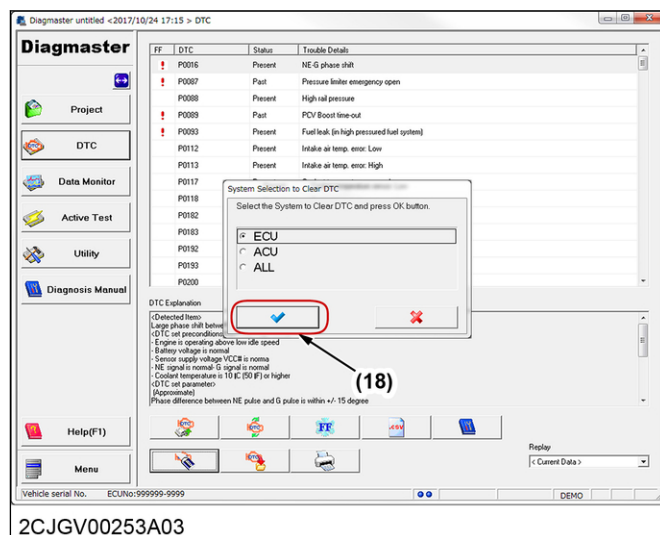 Diagmaster untitled <2017/10/24 17:15 > DTC
Diagmaster
Project
DTC
Data Monitor
Active Test
Utility
Diagnosis Manual
Help(F1)
Menu
FF DTC Status Trouble Details
! P0016 Present NE-G phase shift
! P0087 Past Pressure limiter emergency open
P0088 Present High rail pressure
! P0089 Past PCV Boost time-out
! P0093 Present Fuel leak (in high pressured fuel system)
P0112 Present Intake air temp. error: Low
P0113 Present Intake air temp. error: High
P0117
P0118
P0182
P0183
P0192
P0193
P0200
System Selection to Clear DTC
Select the System to Clear DTC and press OK button.
ECU
ACU
ALL
(18)
DTC Explanation
<Detected Item>
Large phase shift betwe
<DTC set preconditions
- Engine is operating above low idle speed
- Battery voltage is normal
- Sensor supply voltage VCC# is norma
- NE signal is normal- G signal is normal
- Coolant temperature is 10 ļC (50 ļF) or higher
<DTC set parameter>
(Approximate)
Phase difference between NE pulse and G pulse is within +/- 15 degree
DTC
DTC
FF
.csv
DTC
Replay
< Current Data >
Vehicle serial No. ECUNo:999999-9999
DEMO
2CJGV00253A03